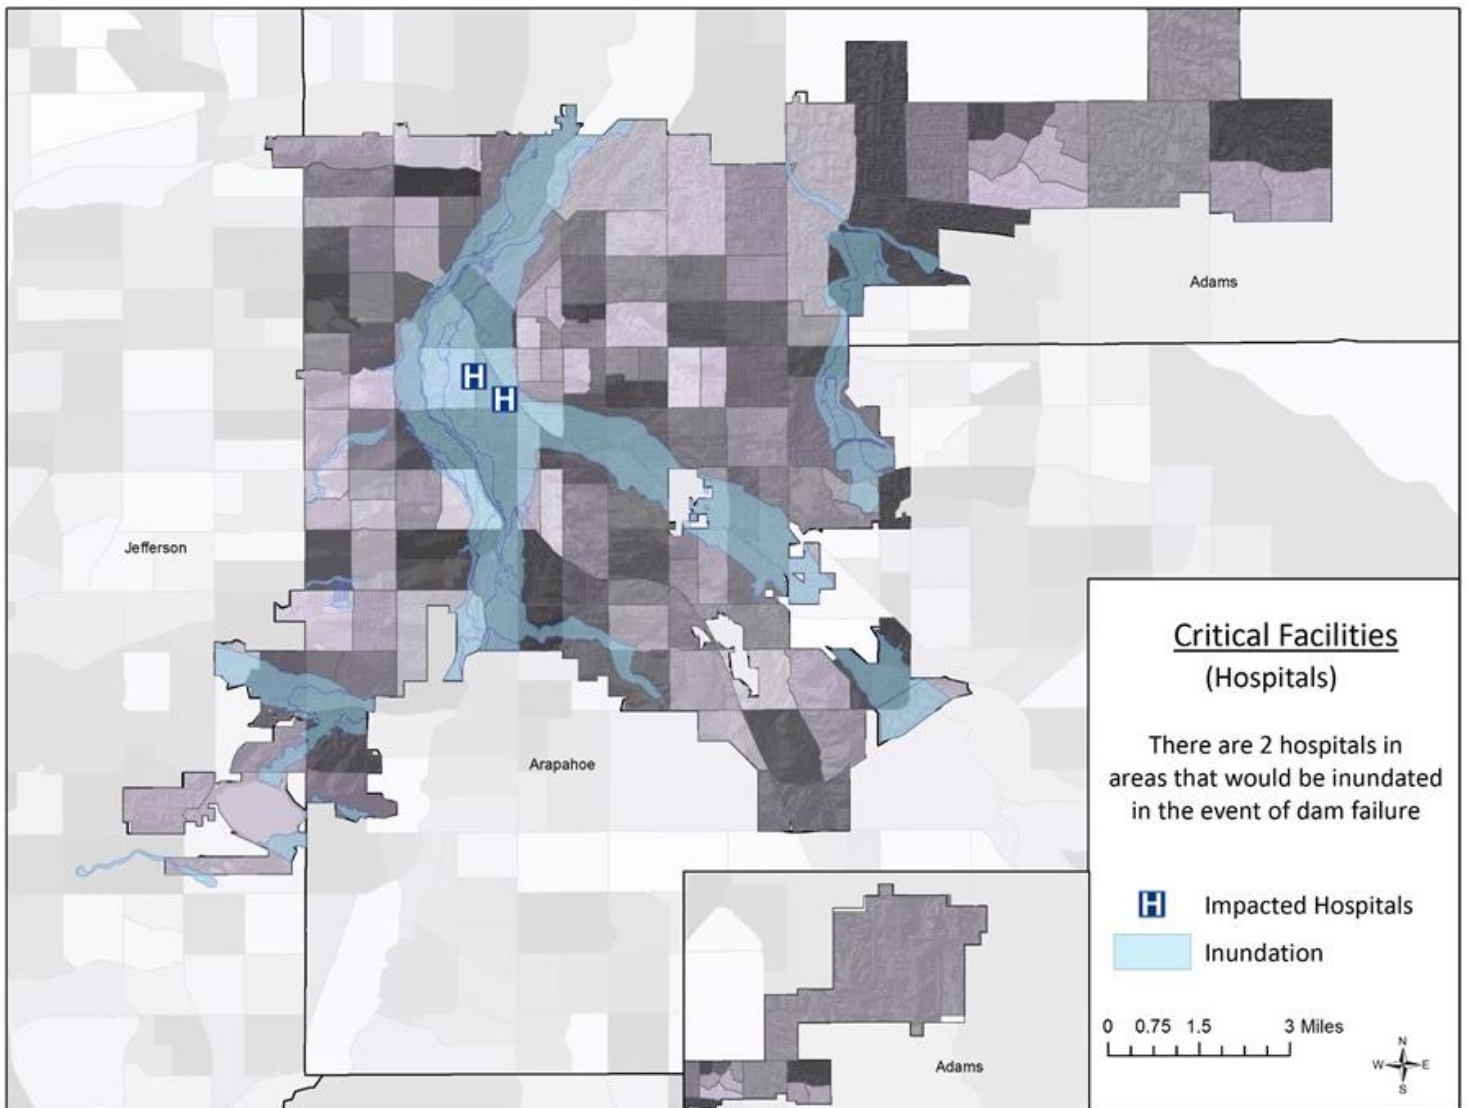 Adams
Jefferson
Arapahoe
Adams
Critical Facilities
(Hospitals)
There are 2 hospitals in
areas that would be inundated
in the event of dam failure
H
H
H Impacted Hospitals
Inundation
0 0.75 1.5 3 Miles
N
W E
S